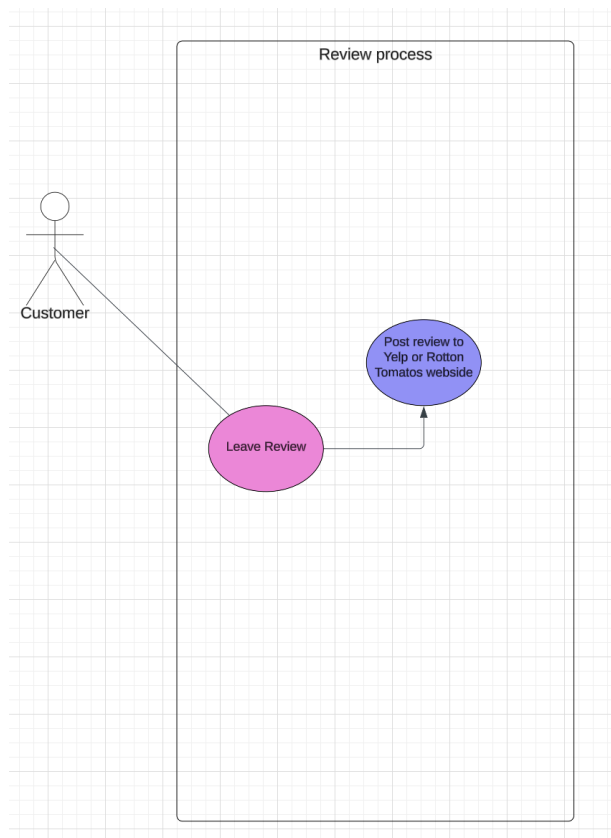 Review process
Customer
Post review to
Yelp or Rotton
Tomatos webside
Leave Review